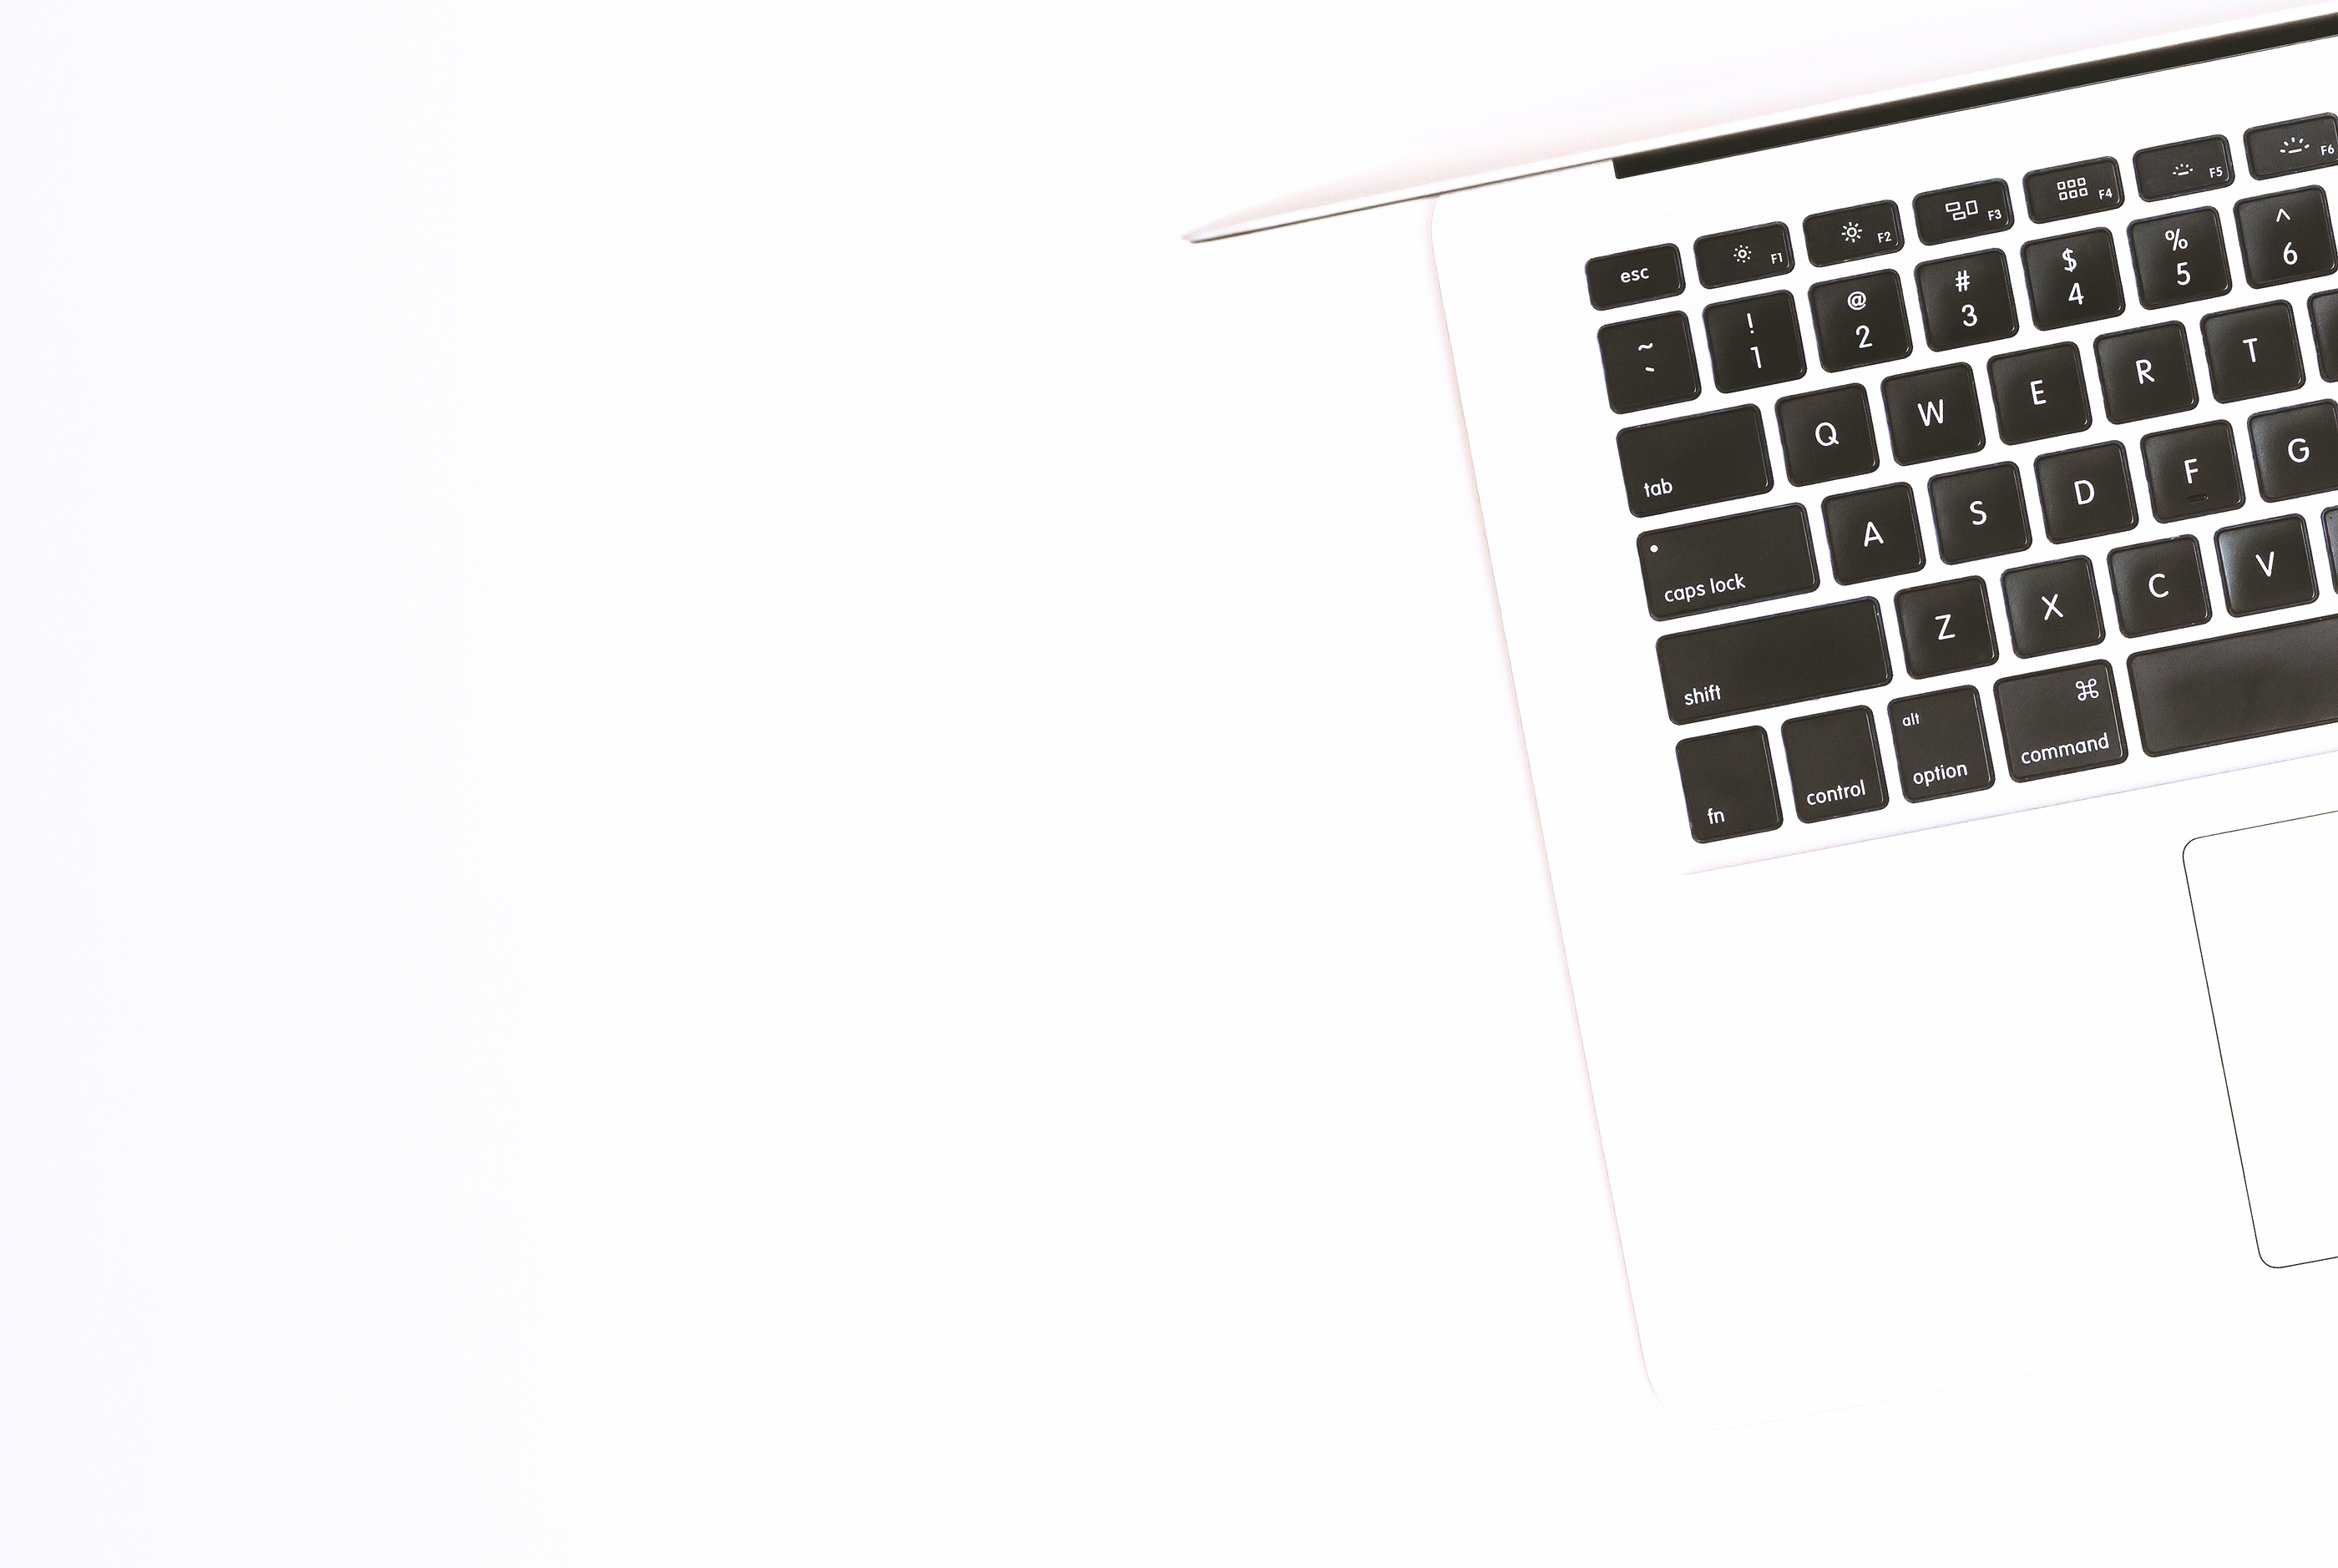 esc F1 F2 F3 F4 F5 F6
~ ! @ # $ % ^
` 1 2 3 4 5 6
tab Q W E R T
caps lock A S D F G
shift Z X C V
alt ⌘
fn control option command